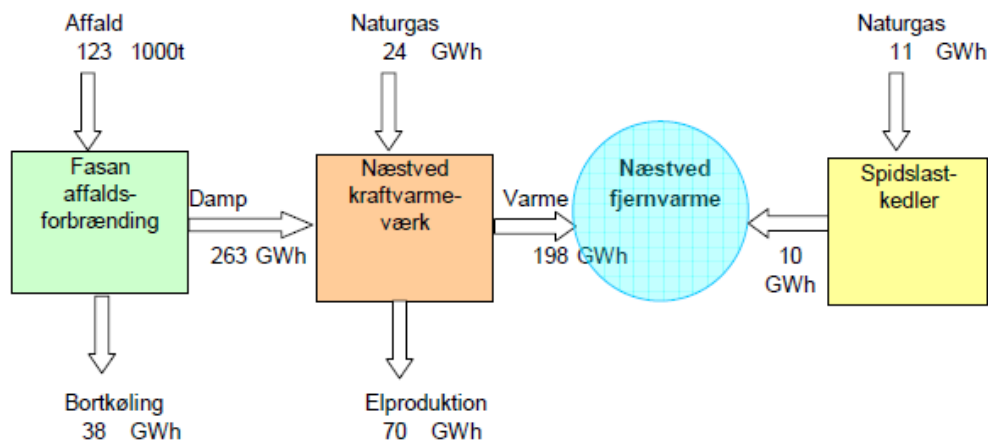 Affald
123 1000t
Naturgas
24 GWh
Naturgas
11 GWh
Fasan
affalds-
forbrænding
Damp
263 GWh
Næstved
kraftvarme-
værk
Varme
198 GWh
Næstved
fjernvarme
10
GWh
Spidslast-
kedler
Bortkøling
38 GWh
Elproduktion
70 GWh